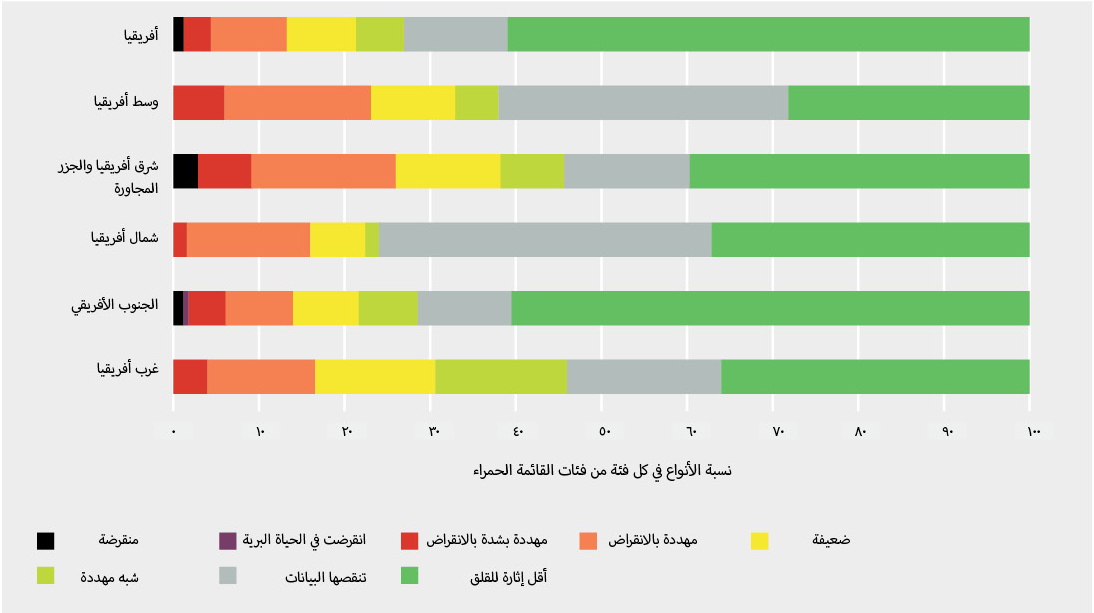 أفريقيا
وسط أفريقيا
شرق أفريقيا والجزر
المجاورة
شمال أفريقيا
الجنوب الأفريقي
غرب أفريقيا
٠ ١٠ ٢٠ ٣٠ ٤٠ ٥٠ ٦٠ ٧٠ ٨٠ ٩٠ ١٠٠
نسبة الأنواع في كل فئة من فئات القائمة الحمراء
منقرضة
انقرضت في الحياة البرية
مهددة بشدة بالانقراض
مهددة بالانقراض
ضعيفة
شبه مهددة
تنقصها البيانات
أقل إثارة للقلق